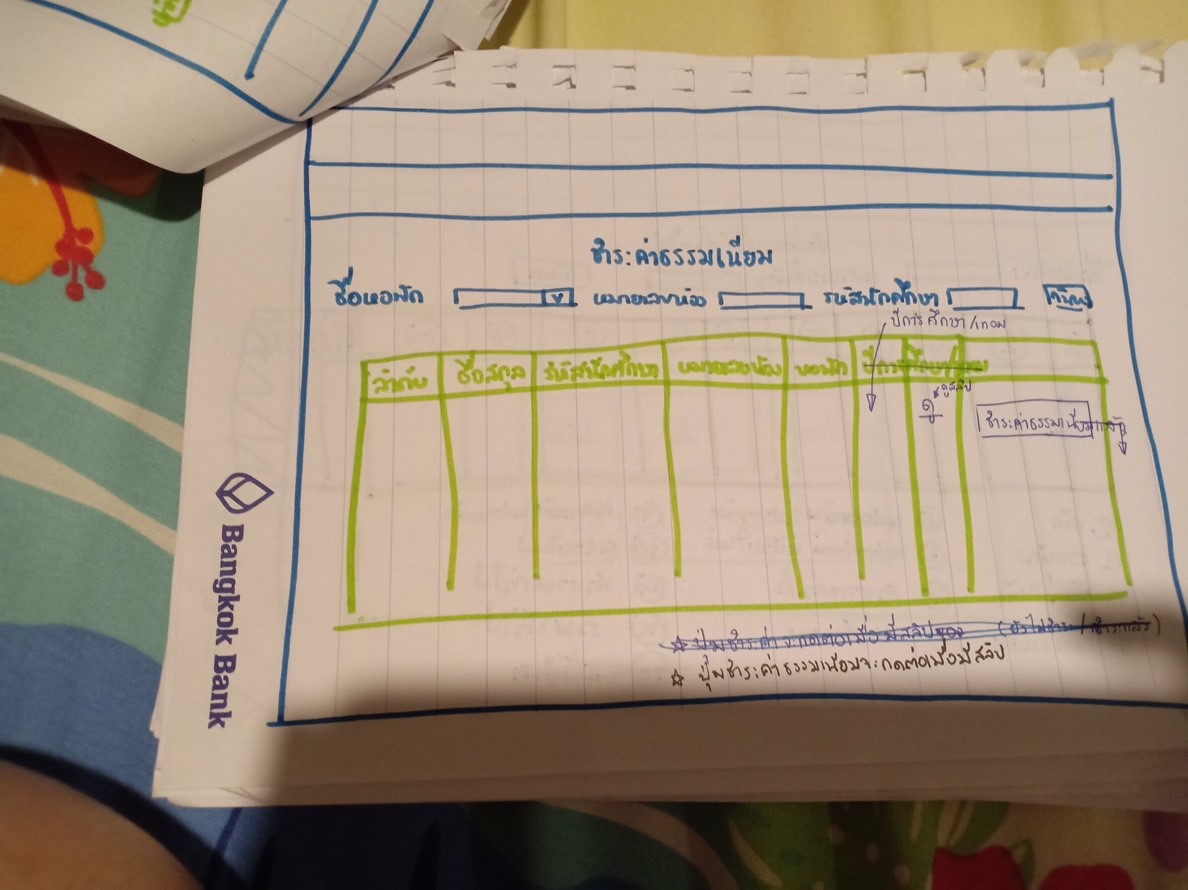 ชำระค่าธรรมเนียม
ชื่อหอพัก หมายเลขห้อง รหัสนักศึกษา ค้นหา
ปีการศึกษา/เทอม
ลำดับ ชื่อสกุล รหัสนักศึกษา หมายเลขห้อง หอพัก ปีการศึกษา/เทอม
ดู ดูสลิป
ชำระค่าธรรมเนียมแล้ว
(ยังไม่ชำระ / ชำระแล้ว)
☆ ปุ่มชำระค่าธรรมเนียมจะกดต่อเมื่อมีสลิป
Bangkok Bank